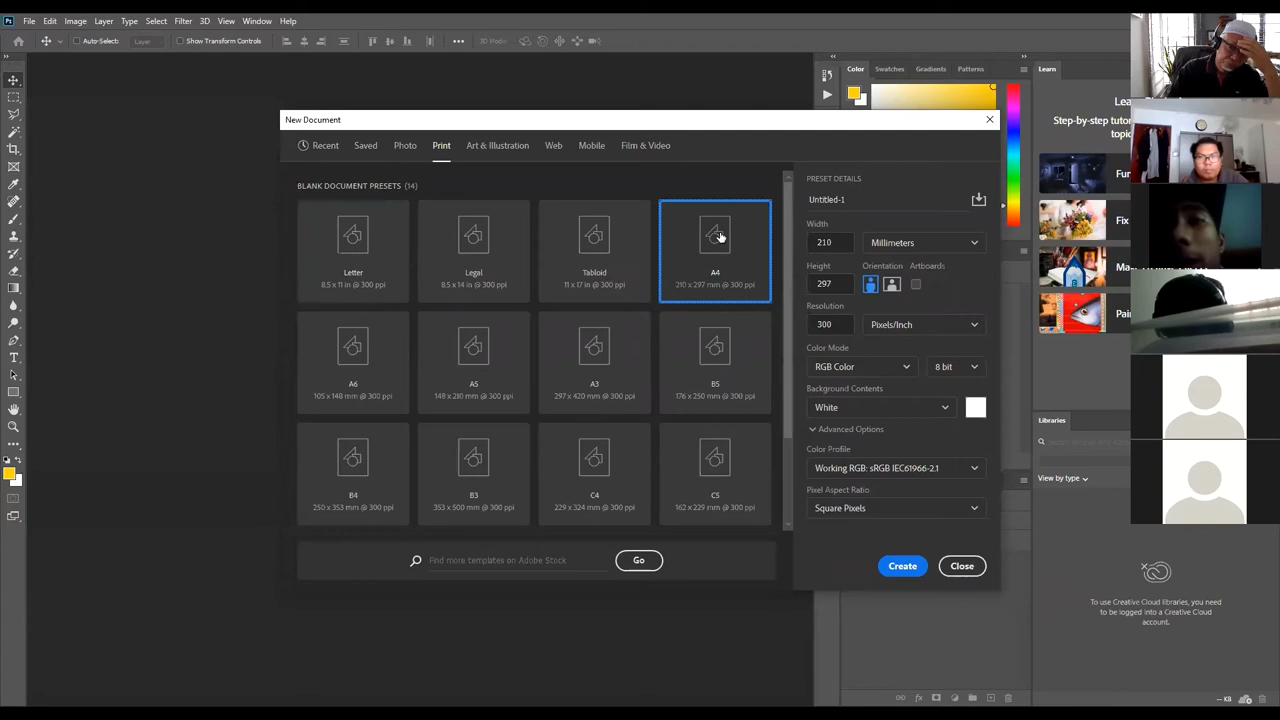 Ps File Edit Image Layer Type Select Filter 3D View Window Help
Auto-Select: Layer Show Transform Controls 3D Mode
Color Swatches Gradients Patterns Learn
Step-by-step
Fun
Fix
Ma
Pain
New Document
Recent Saved Photo Print Art & Illustration Web Mobile Film & Video
BLANK DOCUMENT PRESETS (14)
Letter
8.5 x 11 in @ 300 ppi
Legal
8.5 x 14 in @ 300 ppi
Tabloid
11 x 17 in @ 300 ppi
A4
210 x 297 mm @ 300 ppi
A6
105 x 148 mm @ 300 ppi
A5
148 x 210 mm @ 300 ppi
A3
297 x 420 mm @ 300 ppi
B5
176 x 250 mm @ 300 ppi
B4
250 x 353 mm @ 300 ppi
B3
353 x 500 mm @ 300 ppi
C4
229 x 324 mm @ 300 ppi
C5
162 x 229 mm @ 300 ppi
Find more templates on Adobe Stock Go
PRESET DETAILS
Untitled-1
Width
210 Millimeters
Height Orientation Artboards
297
Resolution
300 Pixels/Inch
Color Mode
RGB Color 8 bit
Background Contents
White
Advanced Options
Color Profile
Working RGB: sRGB IEC61966-2.1
Pixel Aspect Ratio
Square Pixels
Create Close
Libraries
View by type
To use Creative Cloud libraries, you need
to be logged into a Creative Cloud
account.
-- KB
fx